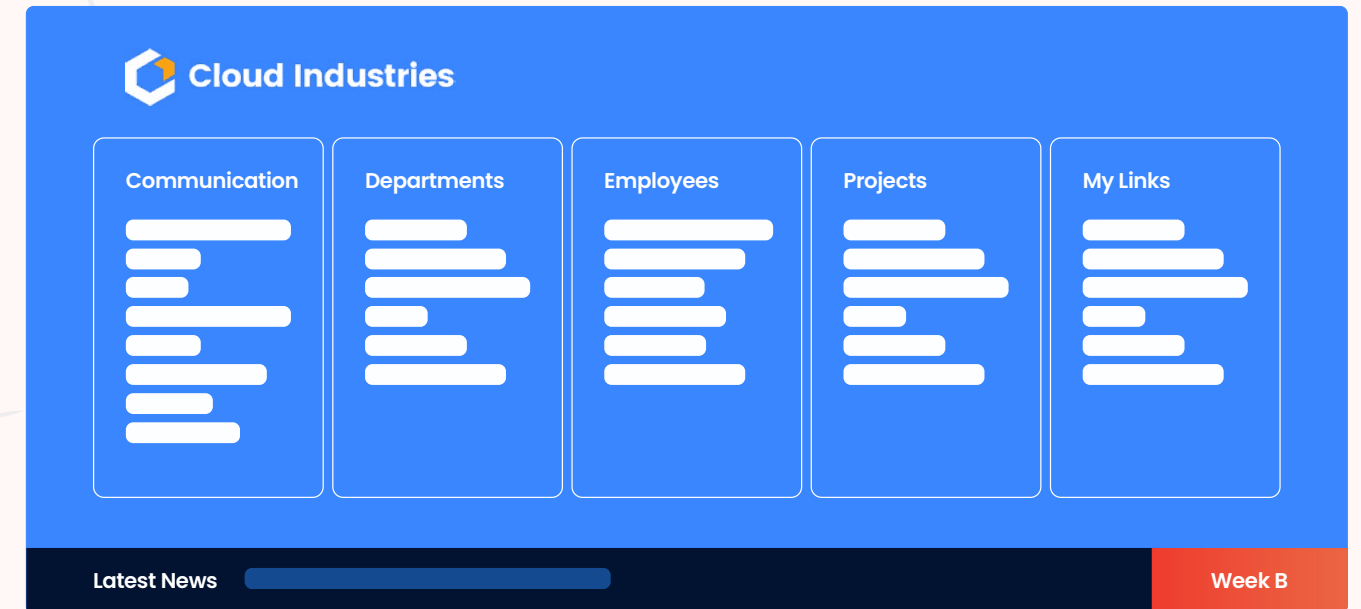 Cloud Industries
Communication
Departments
Employees
Projects
My Links
Latest News
Week B